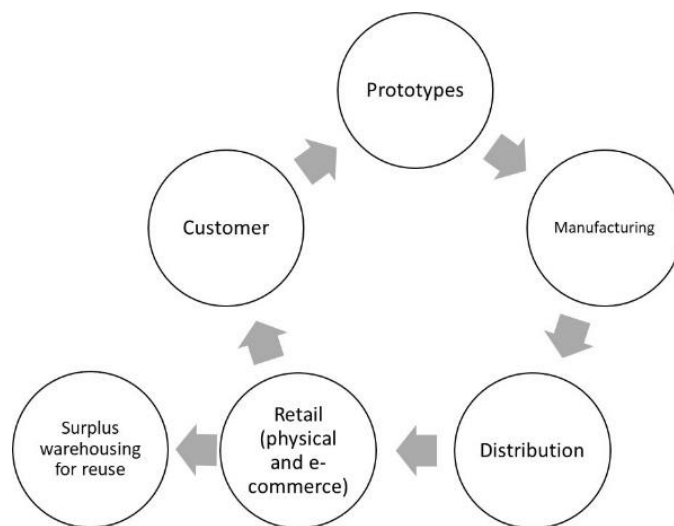 Prototypes
Customer
Manufacturing
Surplus
warehousing
for reuse
Retail
(physical
and e-
commerce)
Distribution